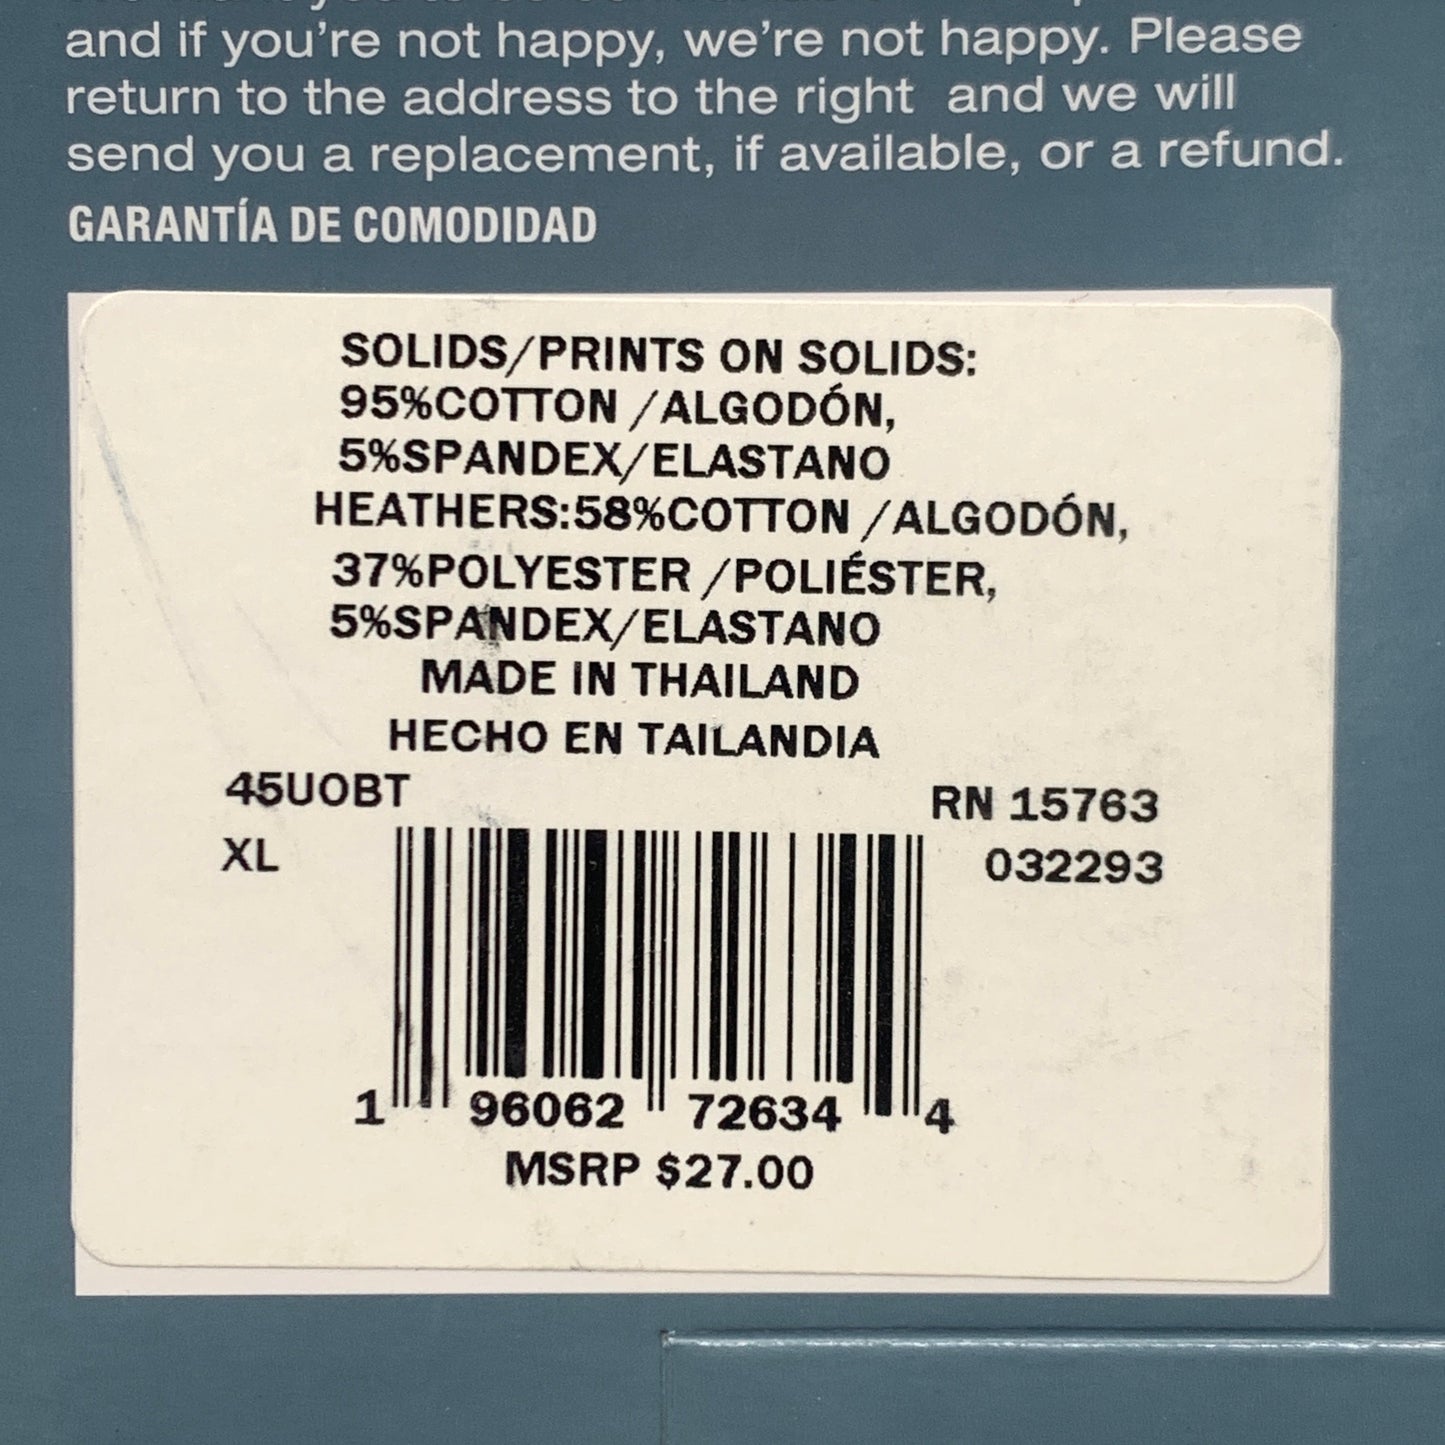 and if you're not happy, we're not happy. Please
return to the address to the right and we will
send you a replacement, if available, or a refund.
GARANTÍA DE COMODIDAD
SOLIDS/PRINTS ON SOLIDS:
95%COTTON /ALGODÓN,
5%SPANDEX/ELASTANO
HEATHERS:58%COTTON /ALGODÓN,
37%POLYESTER /POLIÉSTER,
5%SPANDEX/ELASTANO
MADE IN THAILAND
HECHO EN TAILANDIA
45UOBT RN 15763
XL 032293
1 96062 72634 4
MSRP $27.00